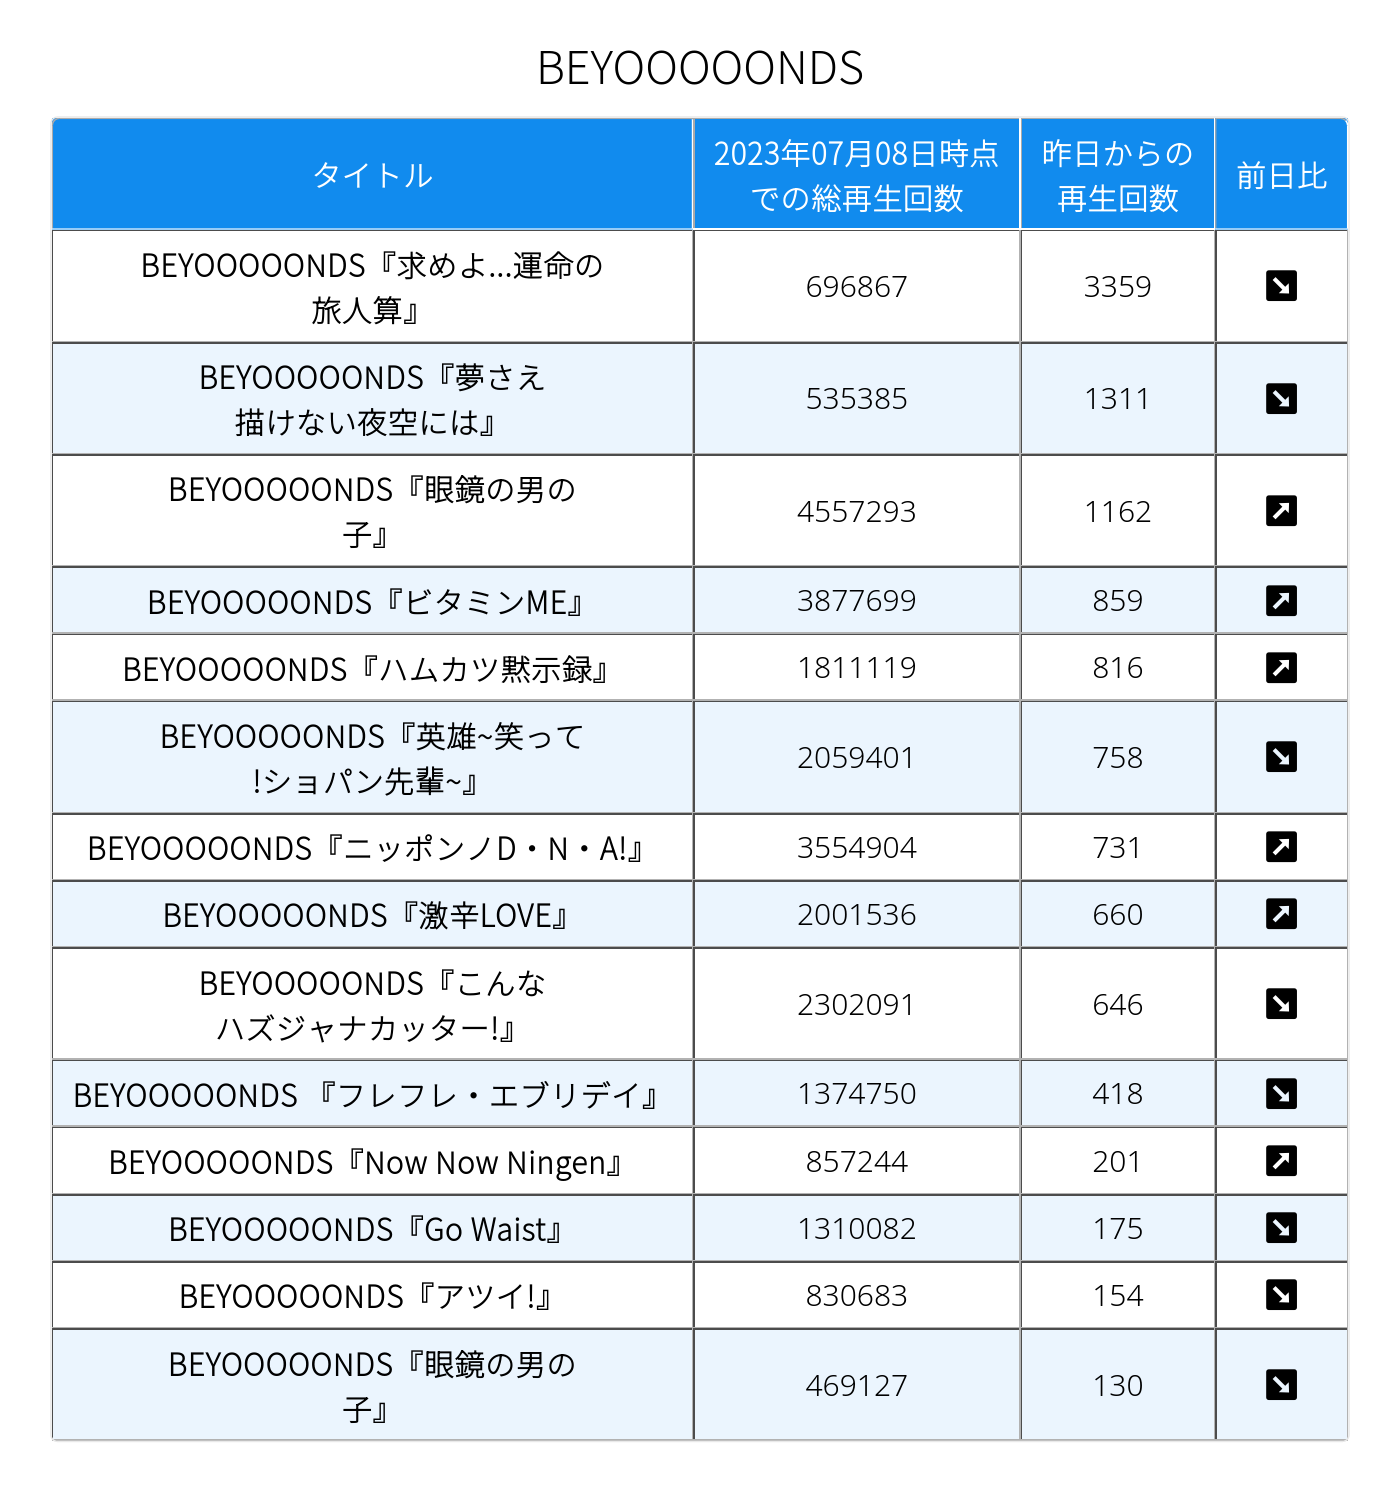 BEYOOOOONDS
タイトル
2023年07月08日時点
での総再生回数
昨日からの
再生回数
前日比
BEYOOOOONDS『求めよ...運命の
旅人算』
696867
3359
BEYOOOOONDS『夢さえ
描けない夜空には』
535385
1311
BEYOOOOONDS『眼鏡の男の
子』
4557293
1162
BEYOOOOONDS『ビタミンME』
3877699
859
BEYOOOOONDS『ハムカツ黙示録』
1811119
816
BEYOOOOONDS『英雄~笑って
!ショパン先輩~』
2059401
758
BEYOOOOONDS『ニッポンノD・N・A!』
3554904
731
BEYOOOOONDS『激辛LOVE』
2001536
660
BEYOOOOONDS『こんな
ハズジャナカッター!』
2302091
646
BEYOOOOONDS 『フレフレ・エブリデイ』
1374750
418
BEYOOOOONDS『Now Now Ningen』
857244
201
BEYOOOOONDS『Go Waist』
1310082
175
BEYOOOOONDS『アツイ!』
830683
154
BEYOOOOONDS『眼鏡の男の
子』
469127
130